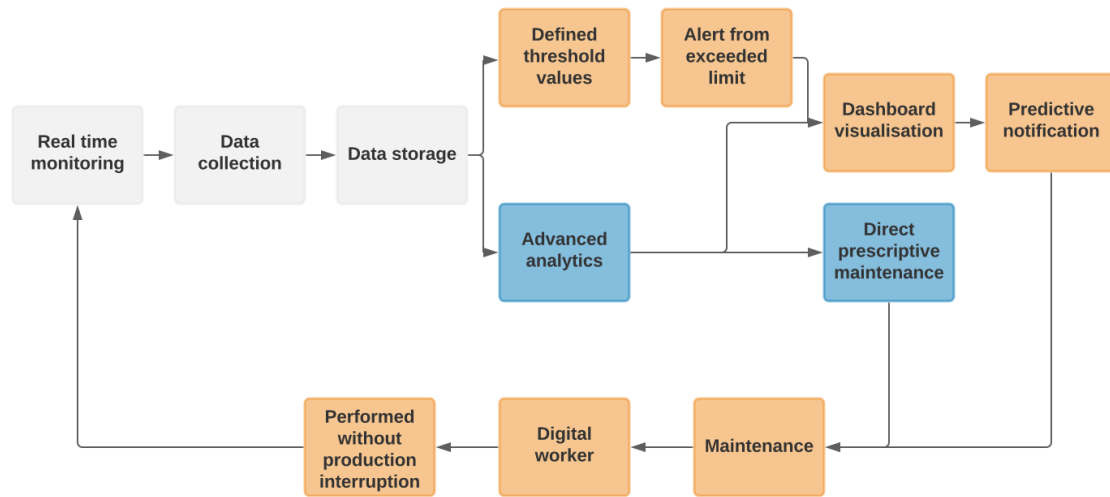 Real time
monitoring
Data
collection
Data storage
Defined
threshold
values
Alert from
exceeded
limit
Dashboard
visualisation
Predictive
notification
Advanced
analytics
Direct
prescriptive
maintenance
Maintenance
Digital
worker
Performed
without
production
interruption